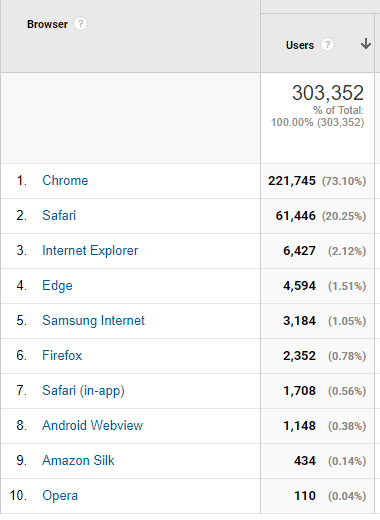 Browser ?
Users ?
303,352
% of Total:
100.00% (303,352)
1. Chrome 221,745 (73.10%)
2. Safari 61,446 (20.25%)
3. Internet Explorer 6,427 (2.12%)
4. Edge 4,594 (1.51%)
5. Samsung Internet 3,184 (1.05%)
6. Firefox 2,352 (0.78%)
7. Safari (in-app) 1,708 (0.56%)
8. Android Webview 1,148 (0.38%)
9. Amazon Silk 434 (0.14%)
10. Opera 110 (0.04%)